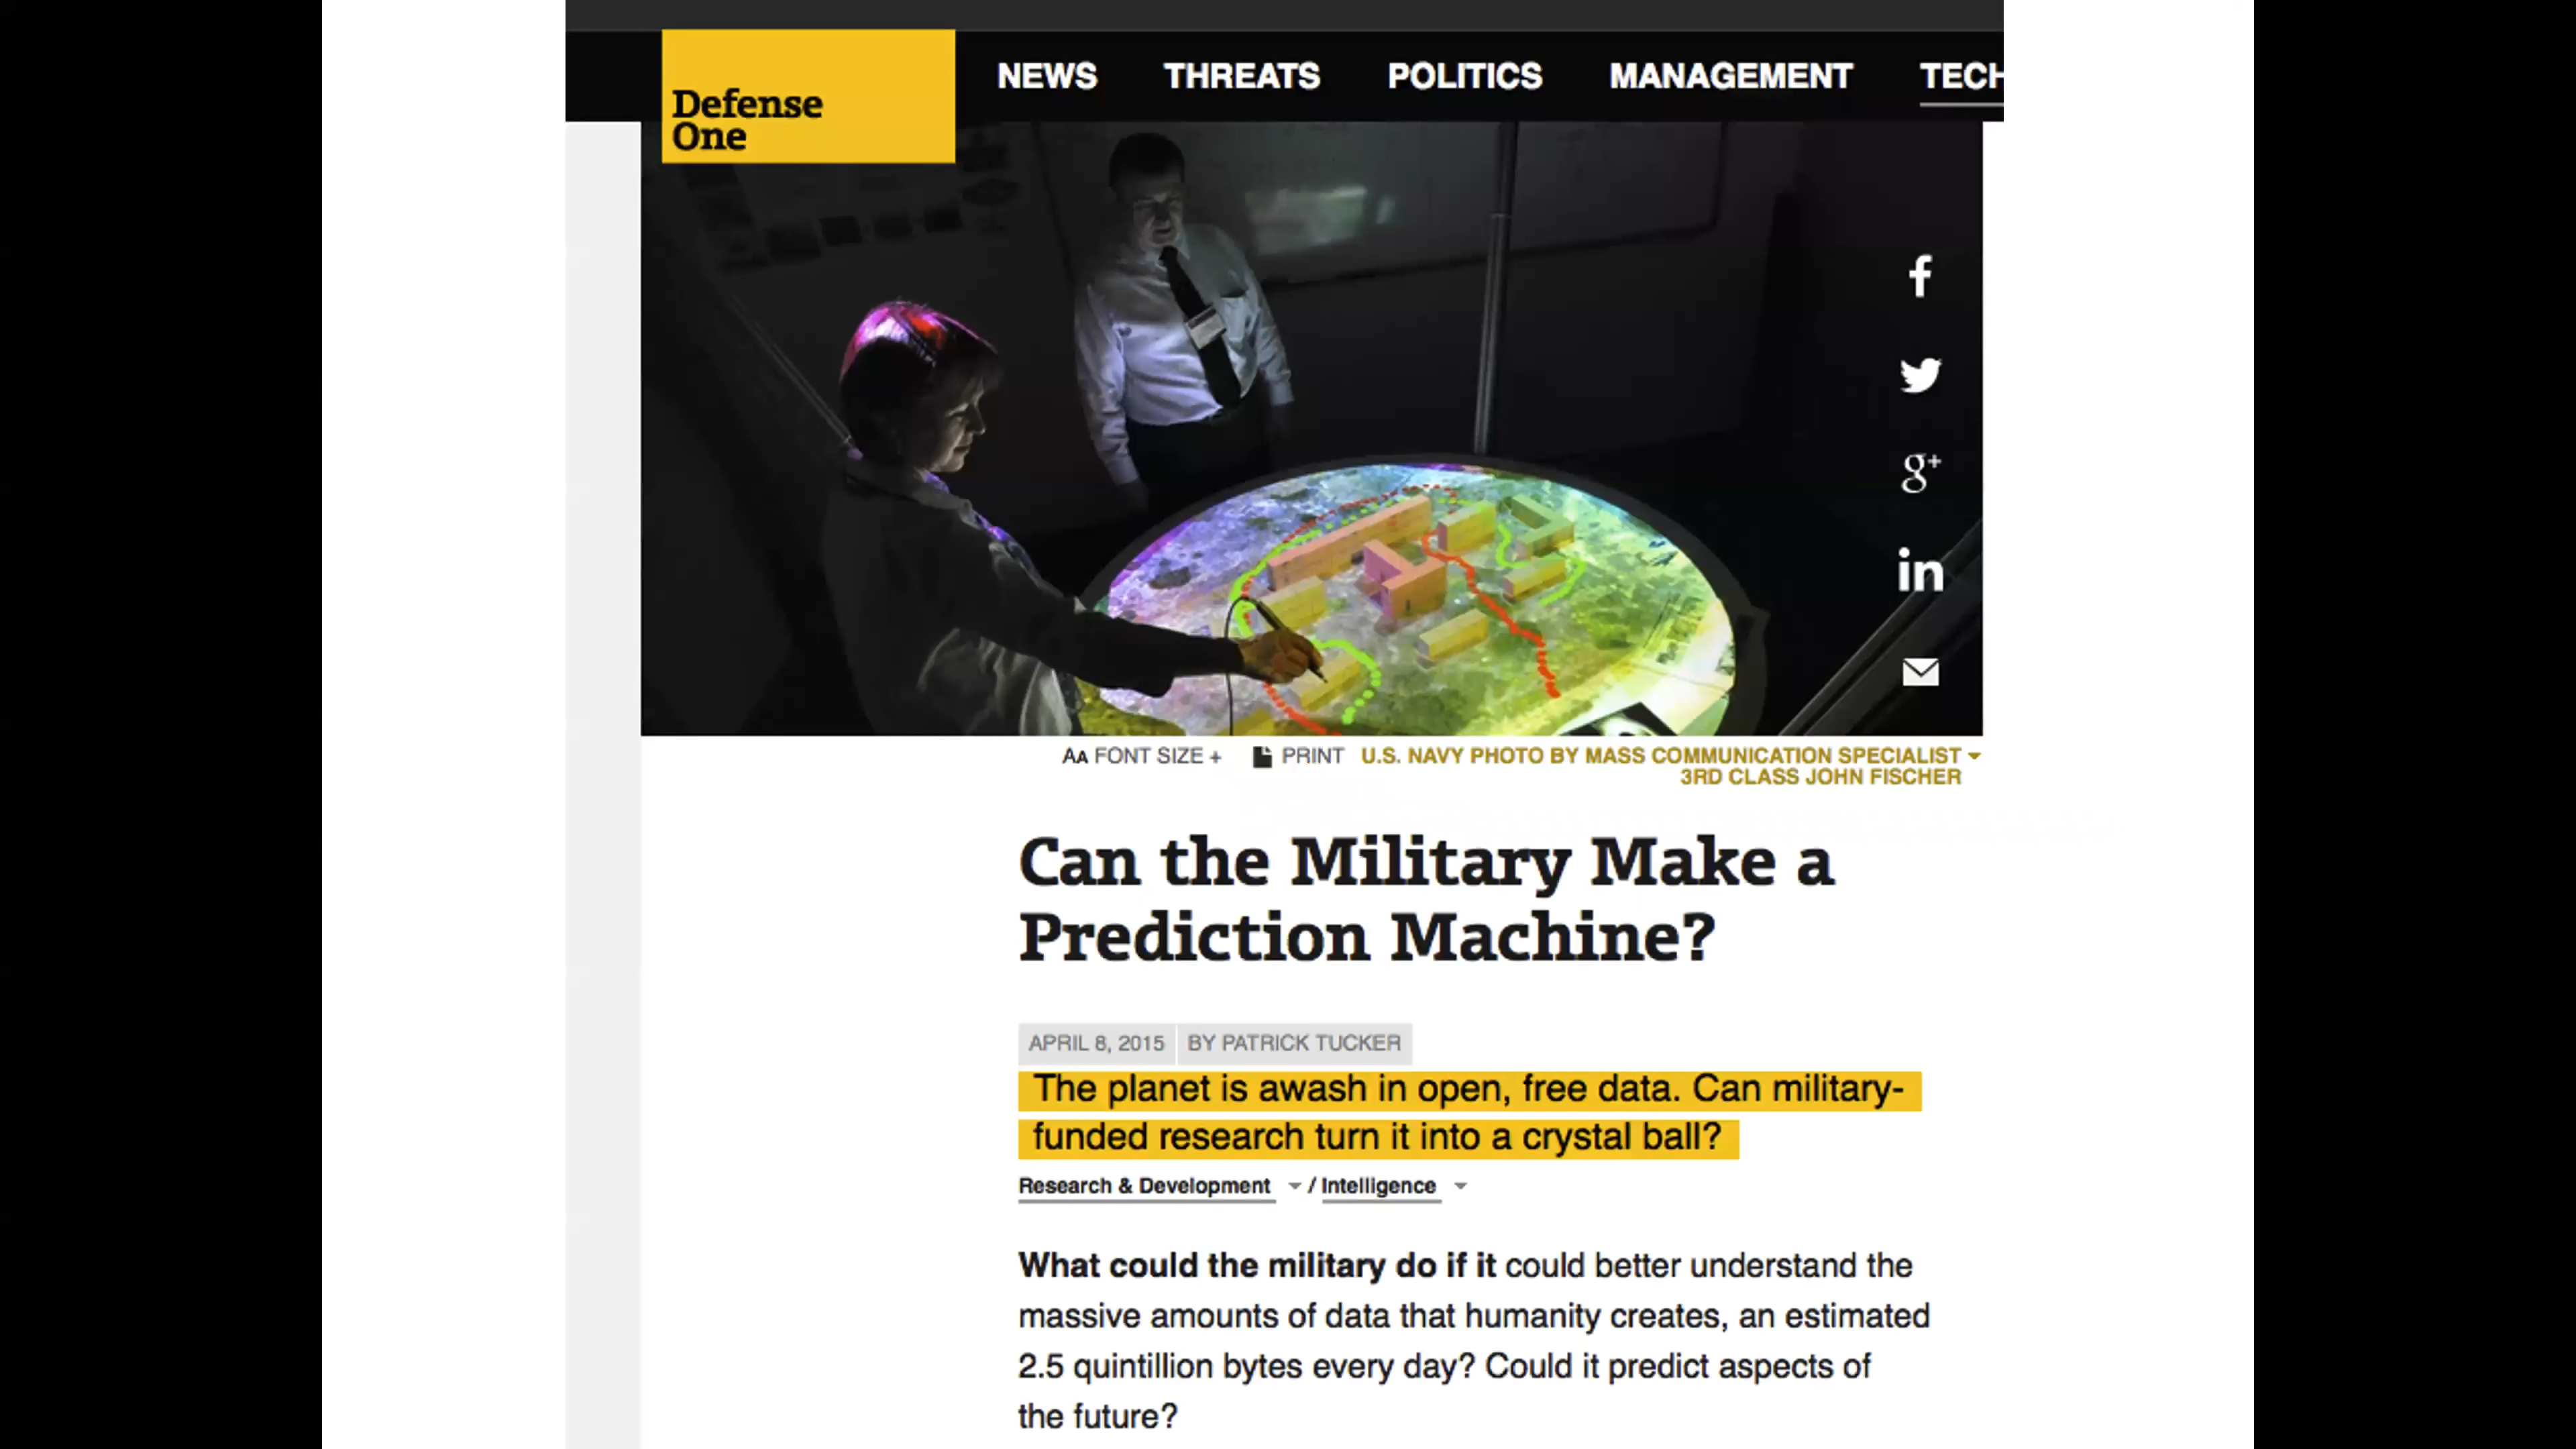 Defense
One
NEWS THREATS POLITICS MANAGEMENT TECH
f
g+
in
AA FONT SIZE + PRINT U.S. NAVY PHOTO BY MASS COMMUNICATION SPECIALIST
3RD CLASS JOHN FISCHER
Can the Military Make a
Prediction Machine?
APRIL 8, 2015 BY PATRICK TUCKER
The planet is awash in open, free data. Can military-
funded research turn it into a crystal ball?
Research & Development / Intelligence
What could the military do if it could better understand the
massive amounts of data that humanity creates, an estimated
2.5 quintillion bytes every day? Could it predict aspects of
the future?